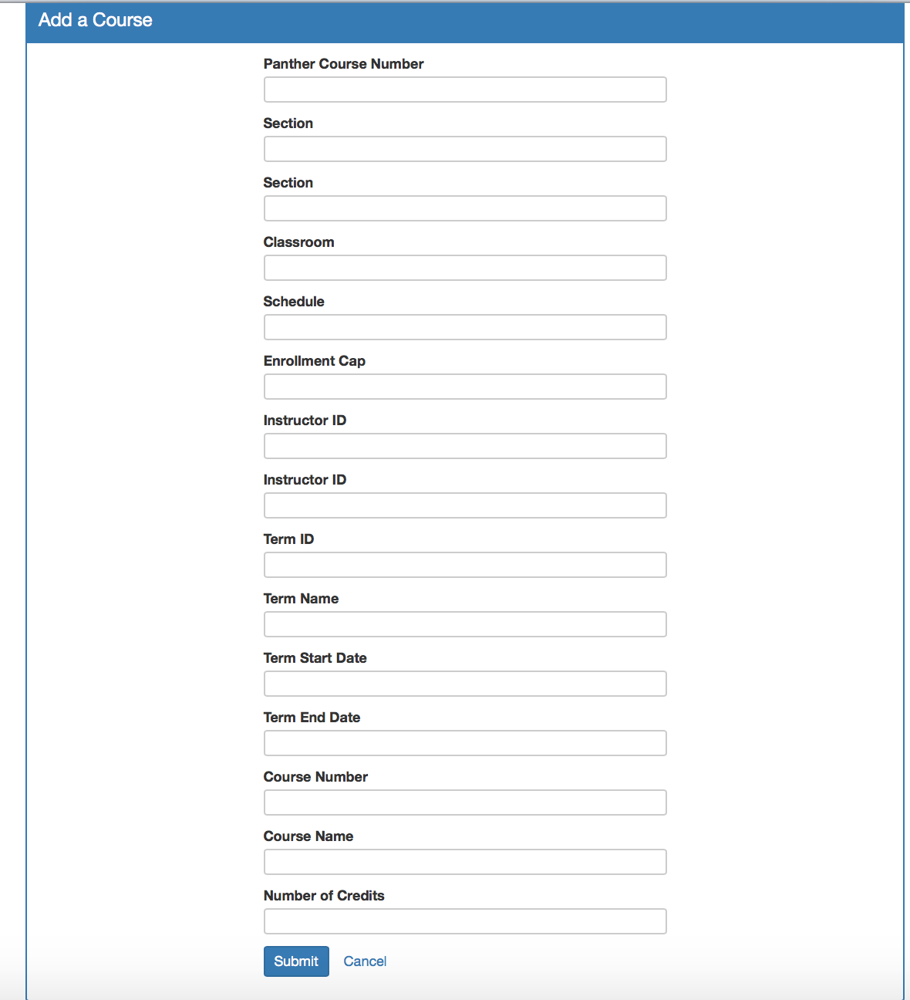 Add a Course
Panther Course Number
Section
Section
Classroom
Schedule
Enrollment Cap
Instructor ID
Instructor ID
Term ID
Term Name
Term Start Date
Term End Date
Course Number
Course Name
Number of Credits
Submit Cancel